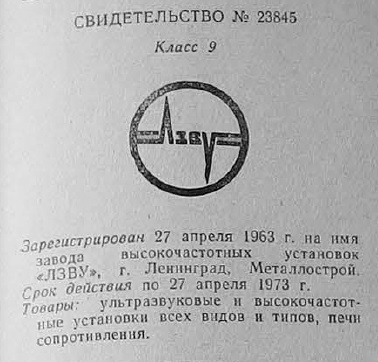 СВИДЕТЕЛЬСТВО № 23845
Класс 9
ЛЗВУ
Зарегистрирован 27 апреля 1963 г. на имя
завода высокочастотных установок
«ЛЗВУ», г. Ленинград, Металлострой.
Срок действия по 27 апреля 1973 г.
Товары: ультразвуковые и высокочастот-
ные установки всех видов и типов, печи
сопротивления.